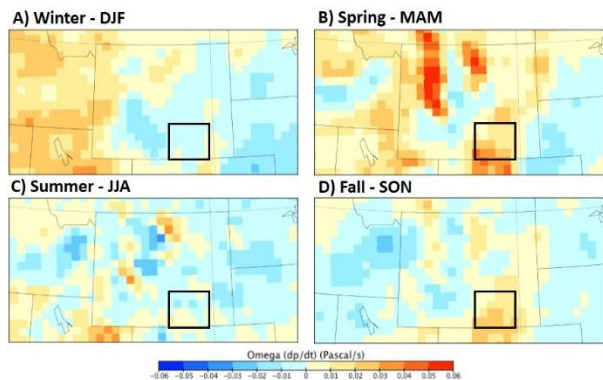 A) Winter - DJF
B) Spring - MAM
C) Summer - JJA
D) Fall - SON
Omega (dp/dt) (Pascal/s)
-0.06 -0.05 -0.04 -0.03 -0.02 -0.01 0 0.01 0.02 0.03 0.04 0.05 0.06